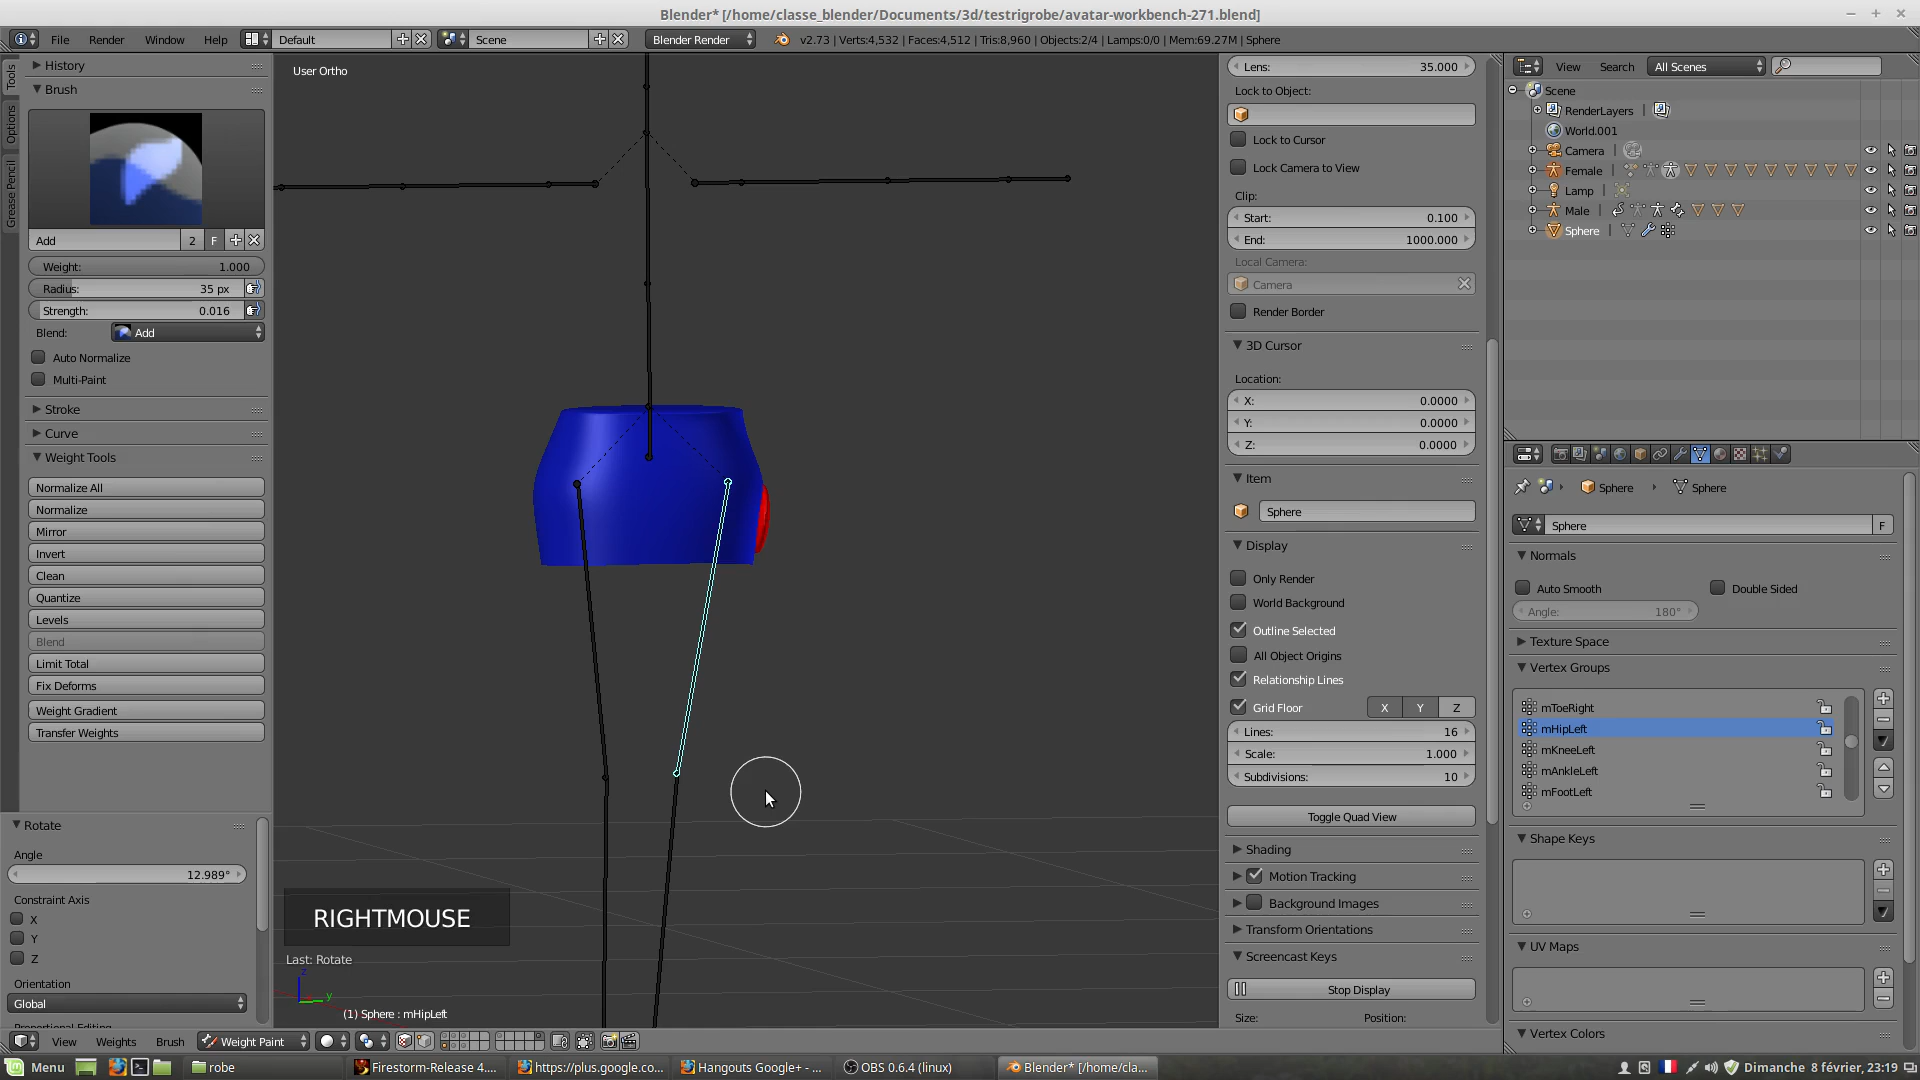 Blender* [/home/classe_blender/Documents/3d/testrigrobe/avatar-workbench-271.blend]
File Render Window Help Default Scene Blender Render v2.73 | Verts:4,532 | Faces:4,512 | Tris:8,960 | Objects:2/4 | Lamps:0/0 | Mem:69.27M | Sphere
Tools
Options
Grease Pencil
History
Brush
Add 2 F
Weight: 1.000
Radius: 35 px
Strength: 0.016
Blend: Add
Auto Normalize
Multi-Paint
Stroke
Curve
Weight Tools
Normalize All
Normalize
Mirror
Invert
Clean
Quantize
Levels
Blend
Limit Total
Fix Deforms
Weight Gradient
Transfer Weights
Rotate
Angle
12.989°
Constraint Axis
X
Y
Z
Orientation
Global
User Ortho
RIGHTMOUSE
Last: Rotate
z
y
(1) Sphere : mHipLeft
View Weights Brush Weight Paint
Lens: 35.000
Lock to Object:
Lock to Cursor
Lock Camera to View
Clip:
Start: 0.100
End: 1000.000
Local Camera:
Camera
Render Border
3D Cursor
Location:
X: 0.0000
Y: 0.0000
Z: 0.0000
Item
Sphere
Display
Only Render
World Background
Outline Selected
All Object Origins
Relationship Lines
Grid Floor X Y Z
Lines: 16
Scale: 1.000
Subdivisions: 10
Toggle Quad View
Shading
Motion Tracking
Background Images
Transform Orientations
Screencast Keys
Stop Display
Size: Position:
View Search All Scenes
Scene
RenderLayers
World.001
Camera
Female
Lamp
Male
Sphere
Sphere Sphere
Sphere F
Normals
Auto Smooth Double Sided
Angle: 180°
Texture Space
Vertex Groups
mToeRight
mHipLeft
mKneeLeft
mAnkleLeft
mFootLeft
Shape Keys
UV Maps
Vertex Colors
Menu robe Firestorm-Release 4.... https://plus.google.co... Hangouts Google+ - ... OBS 0.6.4 (linux) Blender* [/home/cla... Dimanche 8 février, 23:19